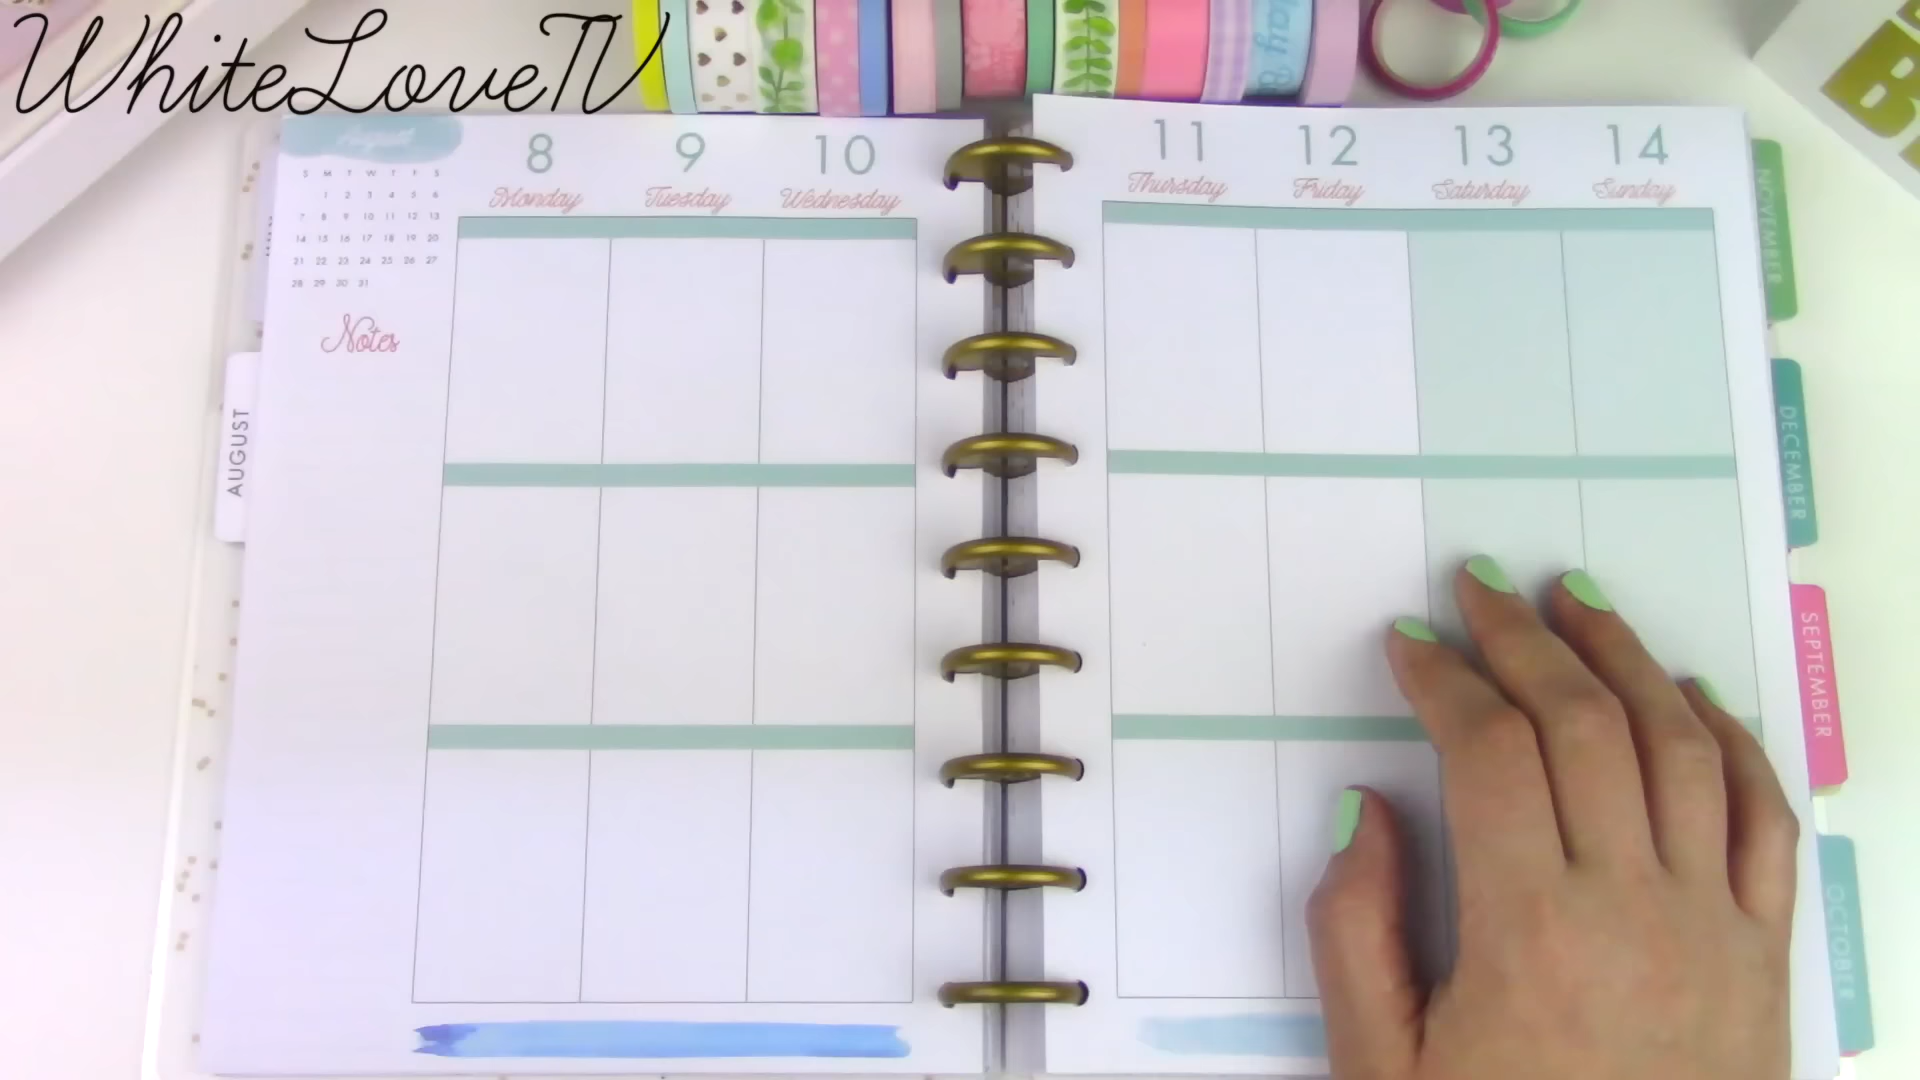 WhiteLoveTV
August
S M T W T F S
1 2 3 4 5 6
7 8 9 10 11 12 13
14 15 16 17 18 19 20
21 22 23 24 25 26 27
28 29 30 31
Notes
8 9 10
Monday Tuesday Wednesday
11 12 13 14
Thursday Friday Saturday Sunday
AUGUST
NOVEMBER
DECEMBER
SEPTEMBER
OCTOBER